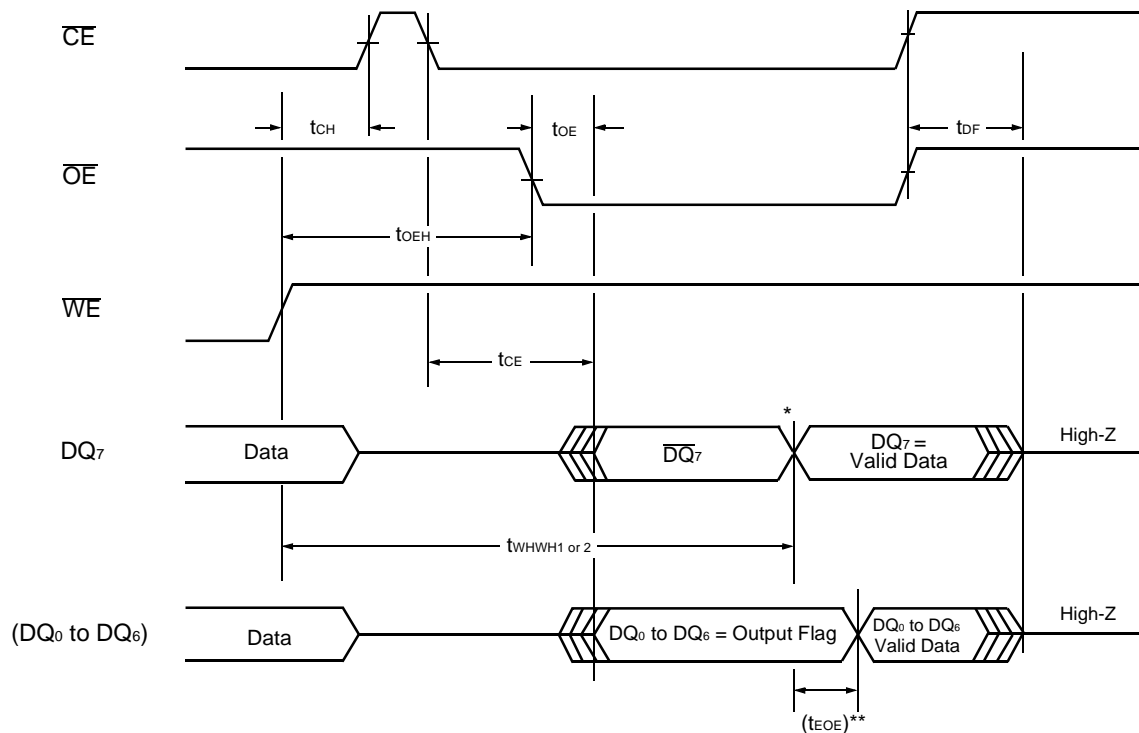 CE
tCH
tOE
tDF
OE
tOEH
WE
tCE
*
DQ7
Data
DQ7
DQ7 =
Valid Data
High-Z
tWHWH1 or 2
(DQ0 to DQ6)
Data
DQ0 to DQ6 = Output Flag
DQ0 to DQ6
Valid Data
High-Z
(tEOE)**